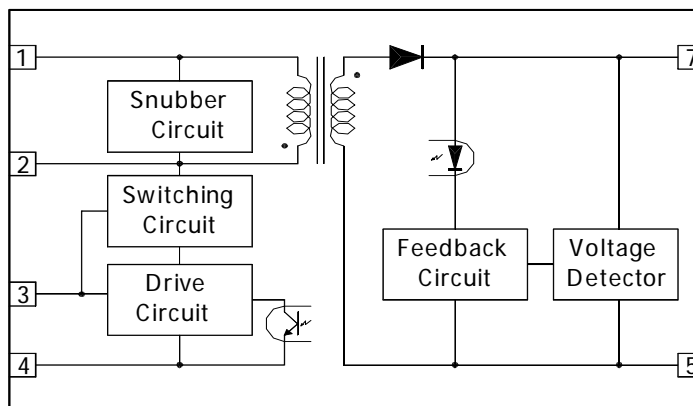 1
7
Snubber
Circuit
2
Switching
Circuit
Feedback
Circuit
Voltage
Detector
3
Drive
Circuit
4
5